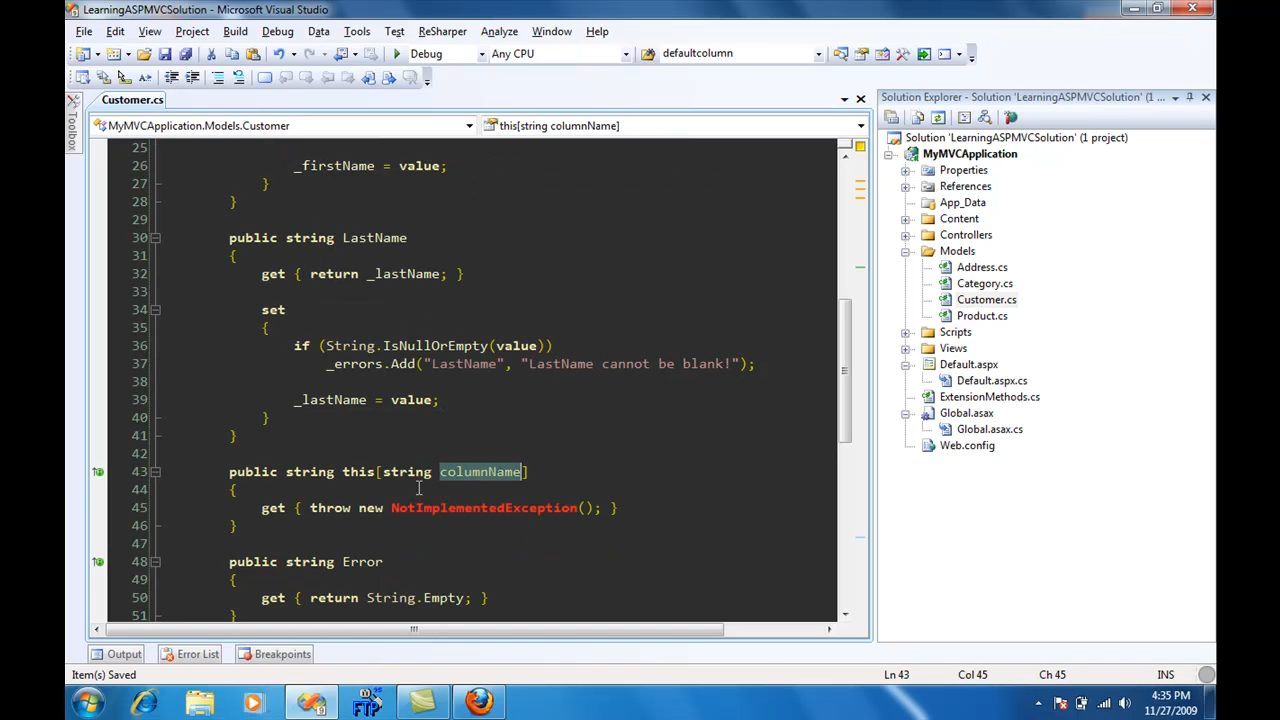 LearningASPMVCSolution - Microsoft Visual Studio
File Edit View Project Build Debug Data Tools Test ReSharper Analyze Window Help
Debug Any CPU defaultcolumn
Toolbox
Customer.cs
MyMVCApplication.Models.Customer this[string columnName]
25
26 _firstName = value;
27 }
28 }
29
30 public string LastName
31 {
32 get { return _lastName; }
33
34 set
35 {
36 if (String.IsNullOrEmpty(value))
37 _errors.Add("LastName", "LastName cannot be blank!");
38
39 _lastName = value;
40 }
41 }
42
43 public string this[string columnName]
44 {
45 get { throw new NotImplementedException(); }
46 }
47
48 public string Error
49 {
50 get { return String.Empty; }
51 }
Solution Explorer - Solution 'LearningASPMVCSolution' (1 ...
Solution 'LearningASPMVCSolution' (1 project)
MyMVCApplication
Properties
References
App_Data
Content
Controllers
Models
Address.cs
Category.cs
Customer.cs
Product.cs
Scripts
Views
Default.aspx
Default.aspx.cs
ExtensionMethods.cs
Global.asax
Global.asax.cs
Web.config
Output Error List Breakpoints
Item(s) Saved Ln 43 Col 45 Ch 45 INS
FTP
4:35 PM
11/27/2009